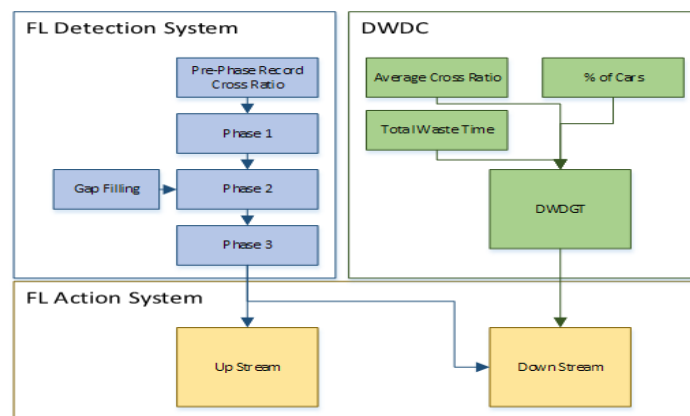 FL Detection System
Pre-Phase Record
Cross Ratio
Phase 1
Gap Filling
Phase 2
Phase 3
DWDC
Average Cross Ratio
% of Cars
Total Waste Time
DWDGT
FL Action System
Up Stream
Down Stream